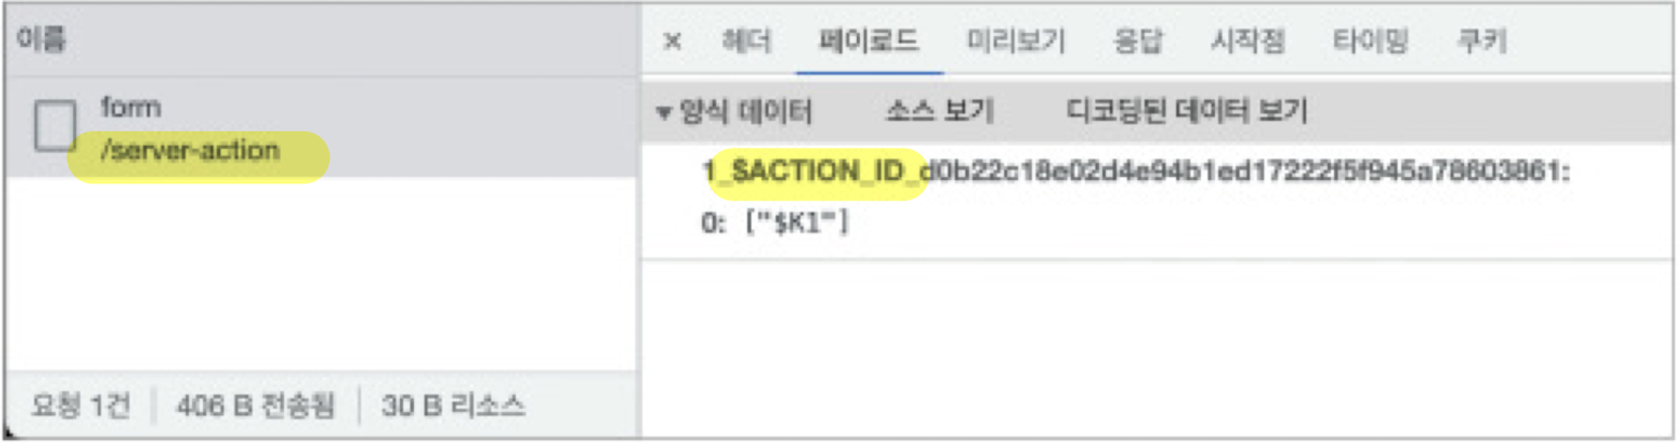 이름
form
/server-action
요청 1건 406 B 전송됨 30 B 리소스
× 헤더 페이로드 미리보기 응답 시작점 타이밍 쿠키
▼ 양식 데이터 소스 보기 디코딩된 데이터 보기
1_$ACTION_ID_d0b22c18e02d4e94b1ed17222f5f945a78603861:
0: ["$K1"]